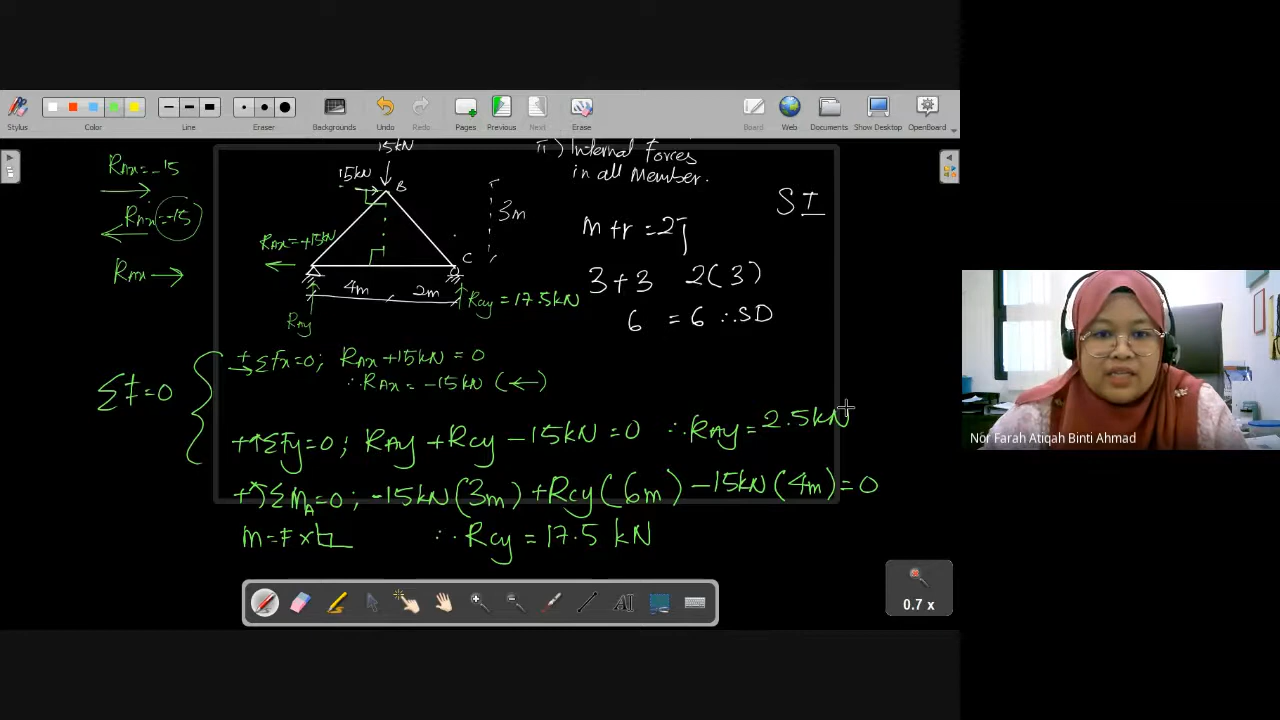 Stylus
Color
Line
Eraser
Backgrounds
Undo
Redo
Pages
Previous
Next
Erase
Board
Web
Documents
Show Desktop
OpenBoard
15kN
15kN
B
3m
RAx=+15kN
C
4m
2m
RAy
RCy = 17.5kN
RAx=-15
RAx=-15
RAx →
ii) Internal Forces
in all Member.
m+r =2j
3+3 2(3)
6 = 6 ∴SD
SI
ΣF=0
+→ΣFx=0; RAx+15kN = 0
∴RAx = -15kN (←)
+↑ΣFy=0; RAy +RCy -15kN =0 ∴RAy= 2.5kN
+↺ΣMA=0; -15kN(3m) +RCy(6m) -15kN(4m)=0
M=F×
∴ RCy = 17.5 kN
Nor Farah Atiqah Binti Ahmad
0.7 x